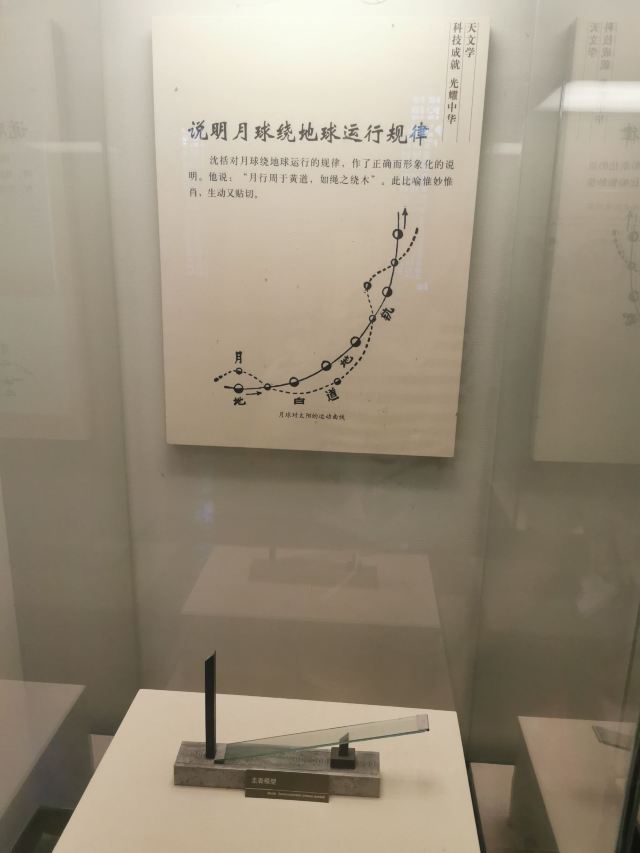 天文学
科技成就 光耀中华
说明月球绕地球运行规律
沈括对月球绕地球运行的规律，作了正确而形象化的说
明。他说：“月行周于黄道，如绳之绕木”。此比喻惟妙惟
肖，生动又贴切。
轨
地
月
地
白 道
月球对太阳的运动曲线
圭表模型